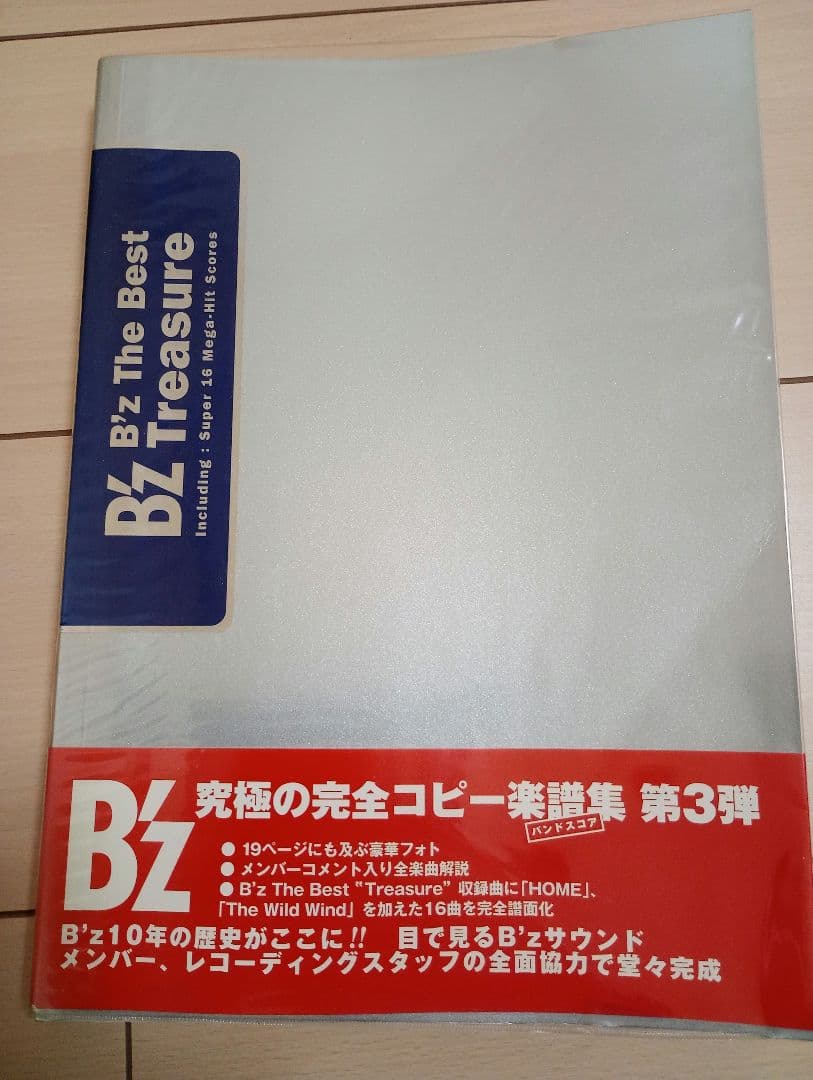 B'z The Best
B'z Treasure
Including : Super 16 Mega-Hit Scores
B'z
究極の完全コピー楽譜集 第3弾
バンドスコア
● 19ページにも及ぶ豪華フォト
● メンバーコメント入り全楽曲解説
● B'z The Best “Treasure” 収録曲に「HOME」、
「The Wild Wind」を加えた16曲を完全譜面化
B'z10年の歴史がここに!! 目で見るB'zサウンド
メンバー、レコーディングスタッフの全面協力で堂々完成